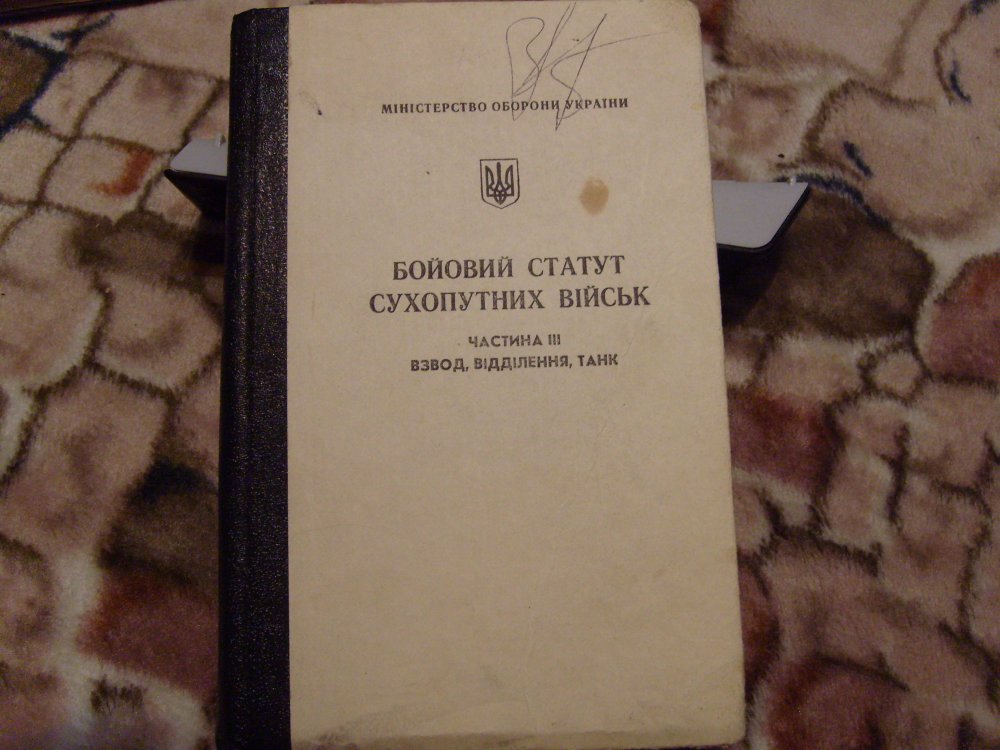 МІНІСТЕРСТВО ОБОРОНИ УКРАЇНИ
БОЙОВИЙ СТАТУТ
СУХОПУТНИХ ВІЙСЬК
ЧАСТИНА III
ВЗВОД, ВІДДІЛЕННЯ, ТАНК